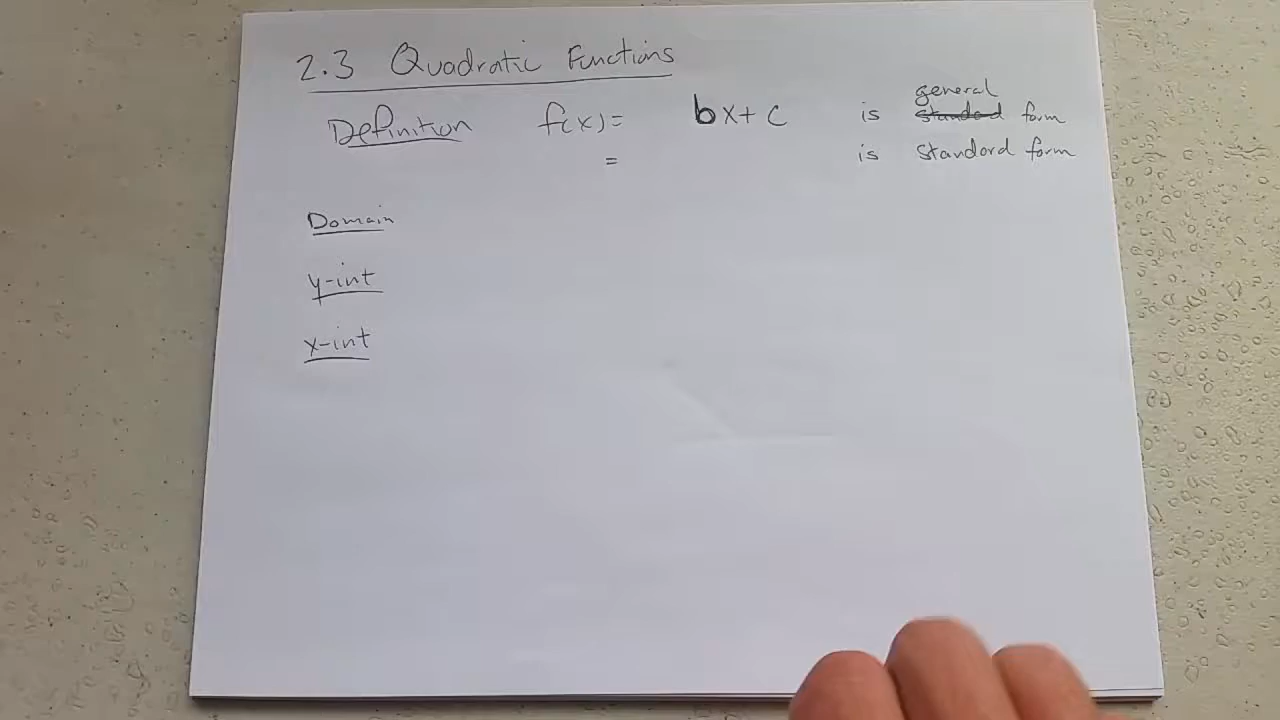 2.3 Quadratic Functions
Definition f(x) = bx + c is general standard form
= is standard form
Domain
y-int
x-int